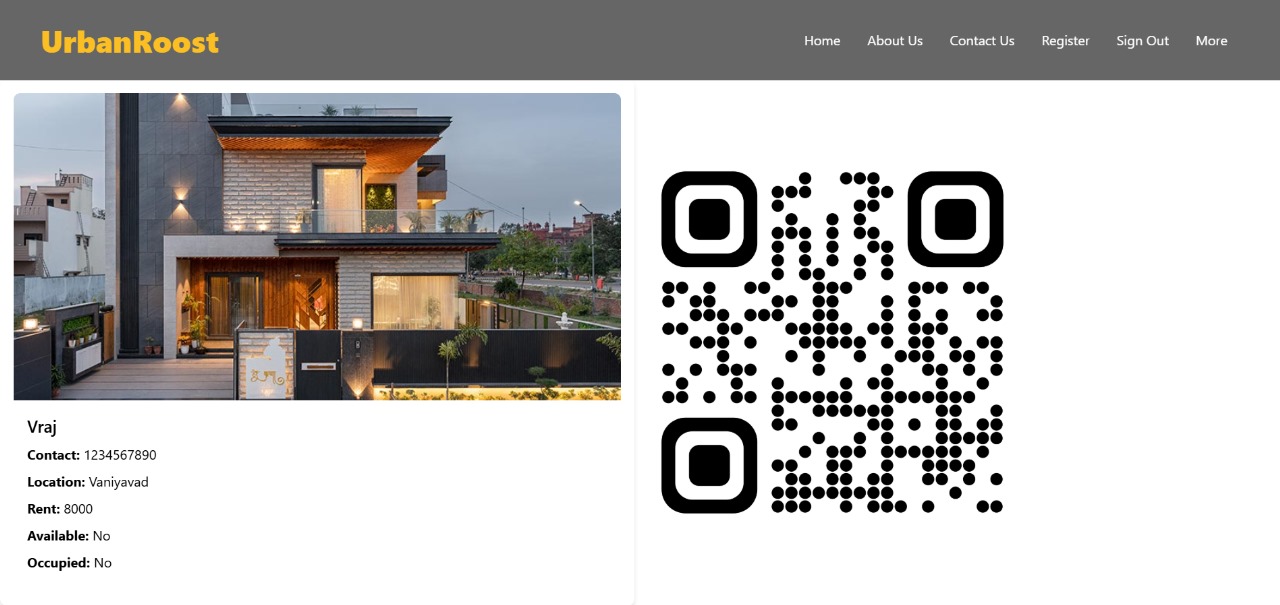 UrbanRoost
Home About Us Contact Us Register Sign Out More
Vraj
Contact: 1234567890
Location: Vaniyavad
Rent: 8000
Available: No
Occupied: No